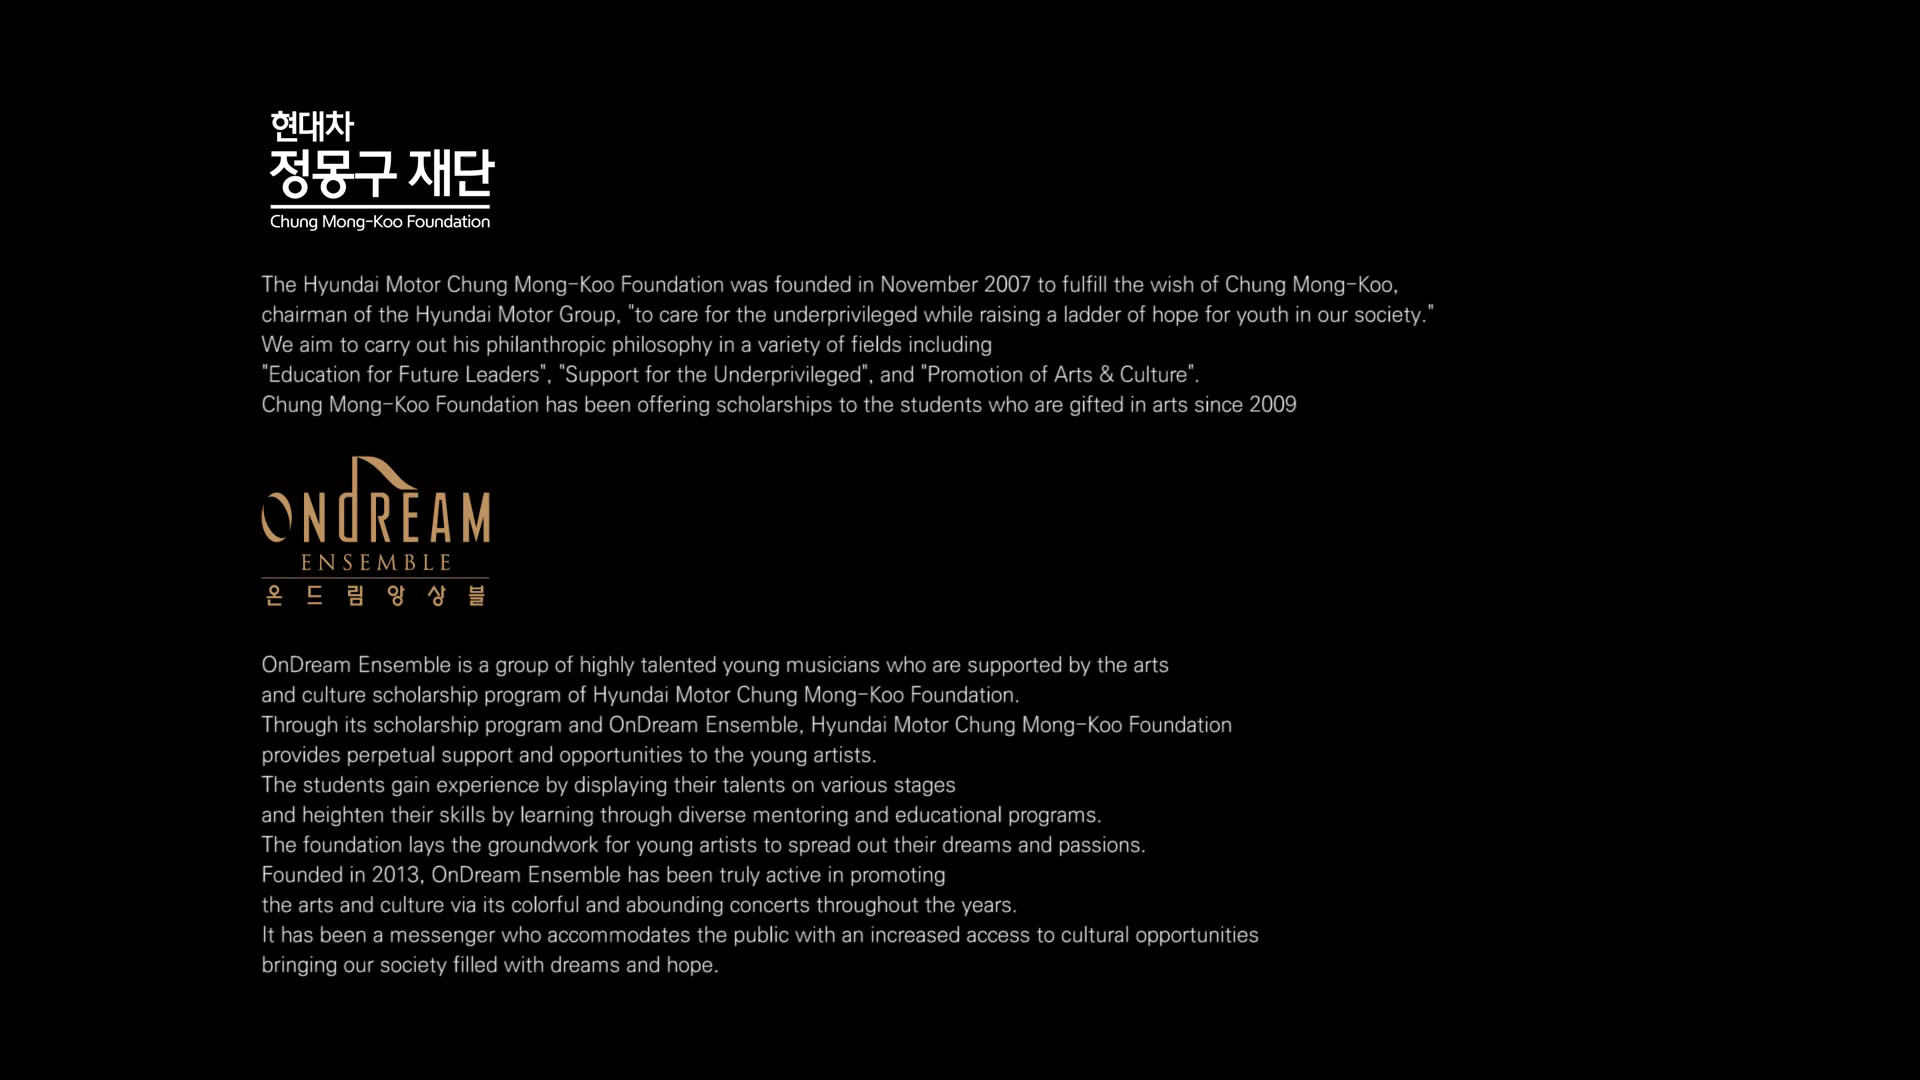 현대차
정몽구 재단
Chung Mong-Koo Foundation
The Hyundai Motor Chung Mong-Koo Foundation was founded in November 2007 to fulfill the wish of Chung Mong-Koo,
chairman of the Hyundai Motor Group, "to care for the underprivileged while raising a ladder of hope for youth in our society."
We aim to carry out his philanthropic philosophy in a variety of fields including
"Education for Future Leaders", "Support for the Underprivileged", and "Promotion of Arts & Culture".
Chung Mong-Koo Foundation has been offering scholarships to the students who are gifted in arts since 2009
ONdREAM
ENSEMBLE
온드림앙상블
OnDream Ensemble is a group of highly talented young musicians who are supported by the arts
and culture scholarship program of Hyundai Motor Chung Mong-Koo Foundation.
Through its scholarship program and OnDream Ensemble, Hyundai Motor Chung Mong-Koo Foundation
provides perpetual support and opportunities to the young artists.
The students gain experience by displaying their talents on various stages
and heighten their skills by learning through diverse mentoring and educational programs.
The foundation lays the groundwork for young artists to spread out their dreams and passions.
Founded in 2013, OnDream Ensemble has been truly active in promoting
the arts and culture via its colorful and abounding concerts throughout the years.
It has been a messenger who accommodates the public with an increased access to cultural opportunities
bringing our society filled with dreams and hope.